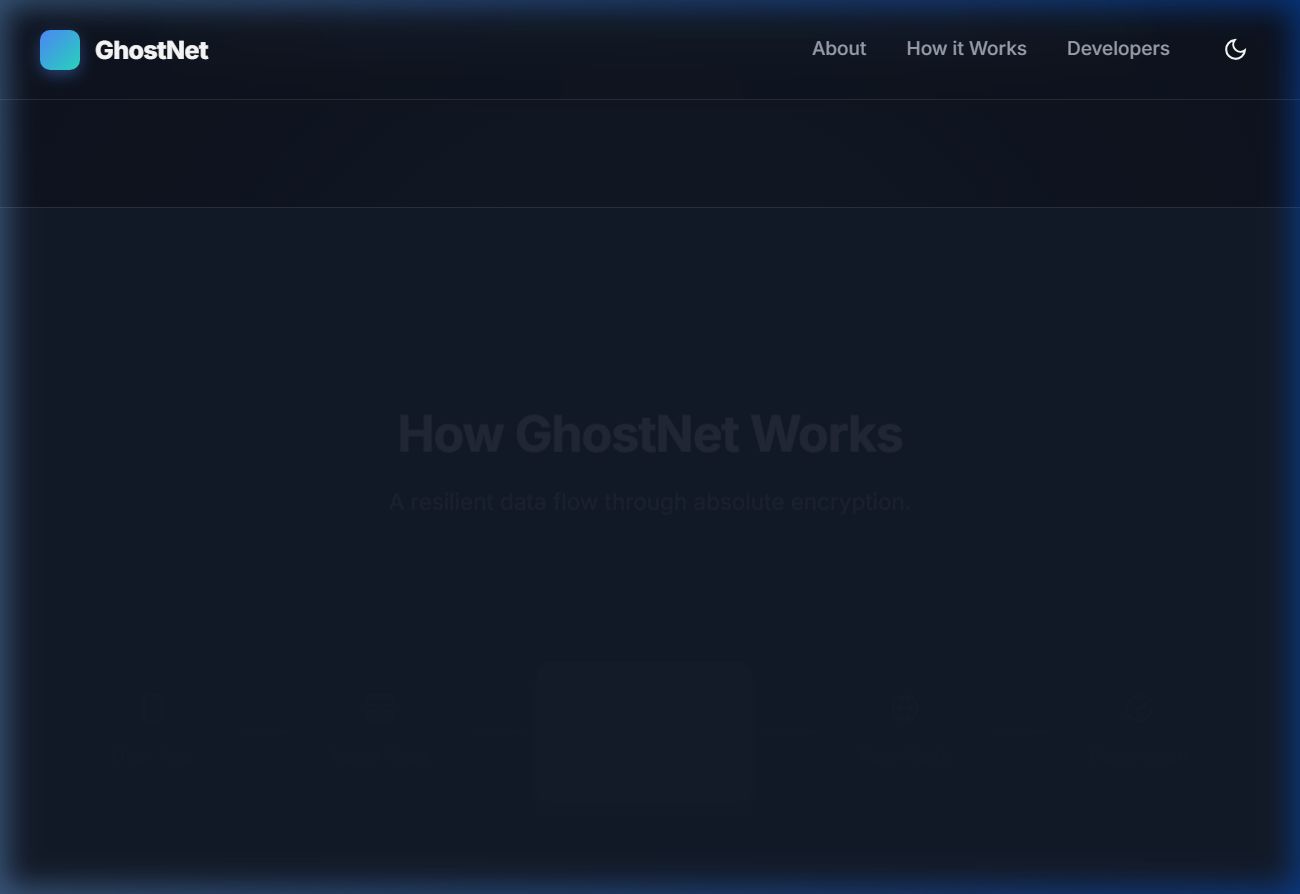 GhostNet
About
How it Works
Developers
How GhostNet Works
A resilient data flow through absolute encryption.